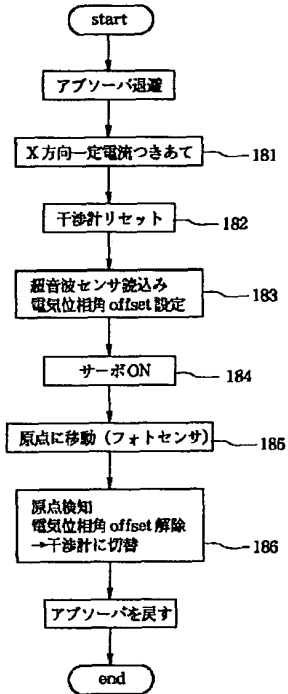 start
アブソーバ退避
X方向一定電流つきあて
181
干渉計リセット
182
超音波センサ読込み
電気位相角 offset 設定
183
サーボON
184
原点に移動（フォトセンサ）
185
原点検知
電気位相角 offset 解除
→干渉計に切替
186
アブソーバを戻す
end